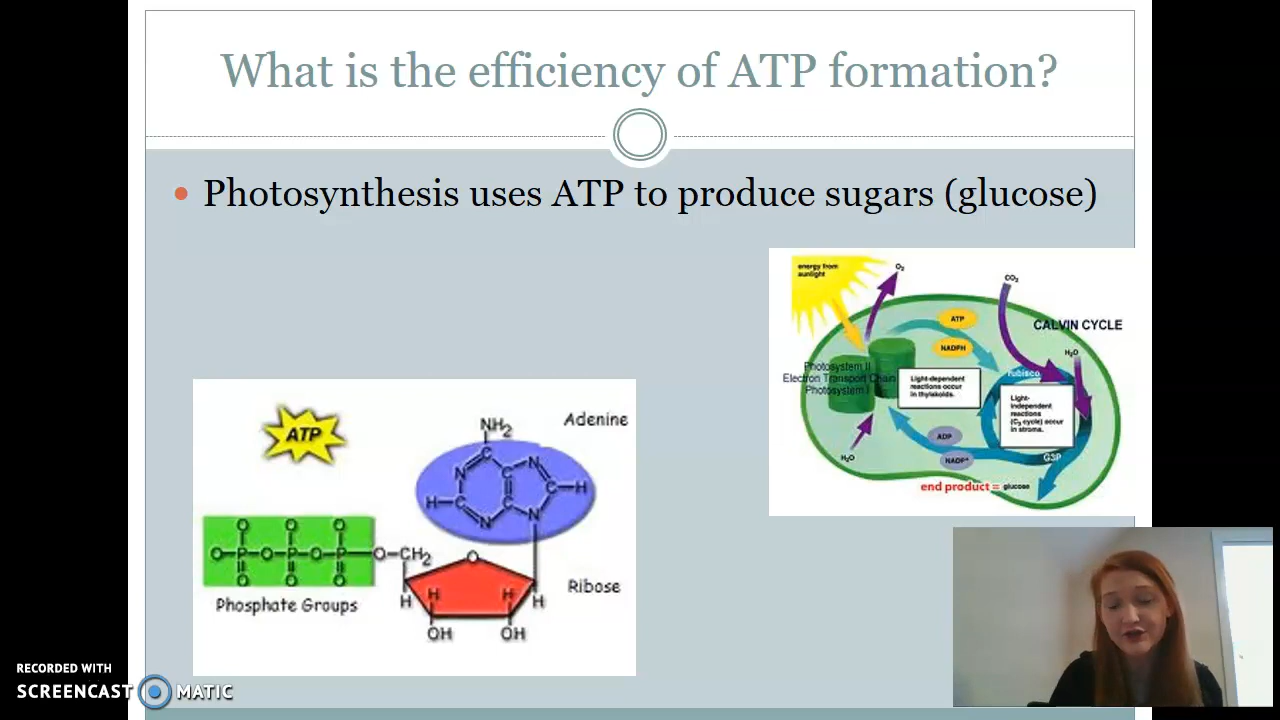 What is the efficiency of ATP formation?
Photosynthesis uses ATP to produce sugars (glucose)
energy from
sunlight
O2
CO2
ATP
CALVIN CYCLE
NADPH
H2O
Photosystem II
Electron Transport Chain
Photosystem I
rubisco
Light-dependent
reactions occur
in thylakoids.
Light-
independent
reactions
(C3 cycle) occur
in stroma.
ADP
H2O
NADP+
G3P
end product = glucose
ATP
NH2
Adenine
N
C
N
C
C
H
H
C
C
N
N
O
O
O
O
P
O
P
O
P
O
CH2
O
O
O
O
Phosphate Groups
Ribose
H
H
H
H
OH
OH
RECORDED WITH
SCREENCAST MATIC